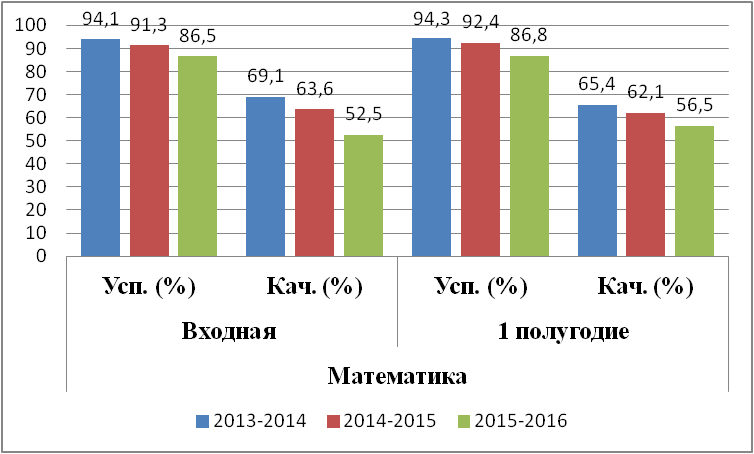 94,1 91,3 86,5 69,1 63,6 52,5 94,3 92,4 86,8 65,4 62,1 56,5
100
90
80
70
60
50
40
30
20
10
0
Усп. (%) Кач. (%) Усп. (%) Кач. (%)
Входная 1 полугодие
Математика
2013-2014 2014-2015 2015-2016